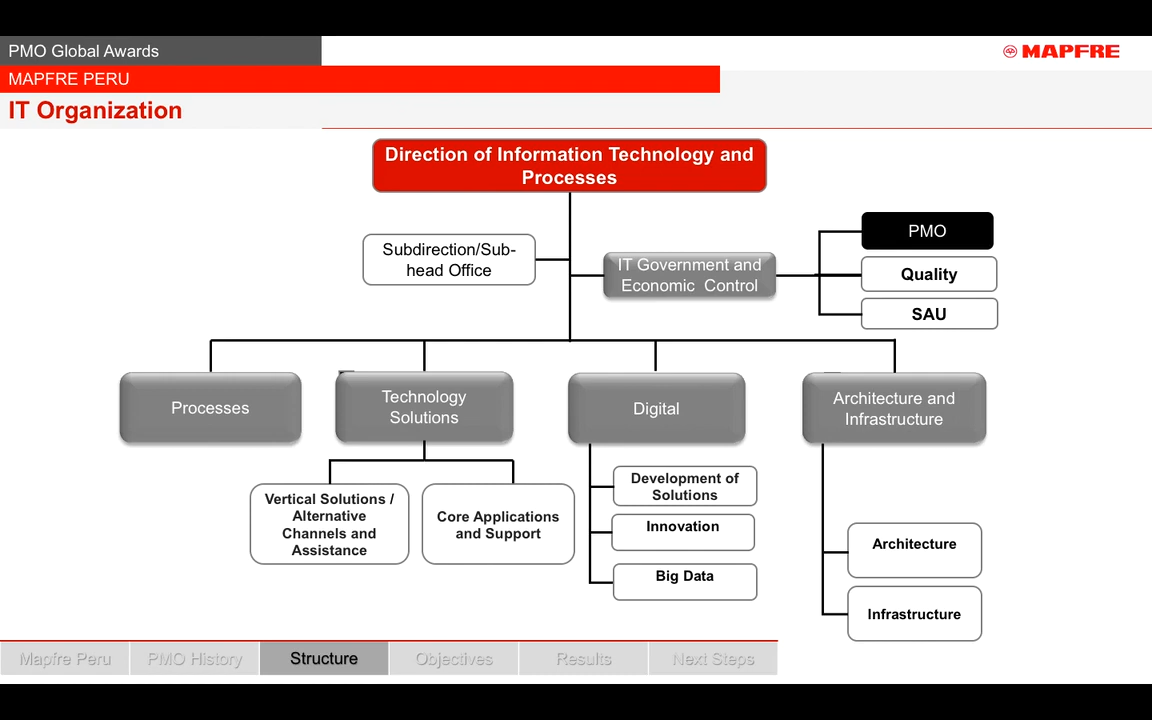 PMO Global Awards
MAPFRE
MAPFRE PERU
IT Organization
Direction of Information Technology and
Processes
Subdirection/Sub-
head Office
IT Government and
Economic Control
PMO
Quality
SAU
Processes
Technology
Solutions
Digital
Architecture and
Infrastructure
Vertical Solutions /
Alternative
Channels and
Assistance
Core Applications
and Support
Development of
Solutions
Innovation
Big Data
Architecture
Infrastructure
Mapfre Peru
PMO History
Structure
Objectives
Results
Next Steps